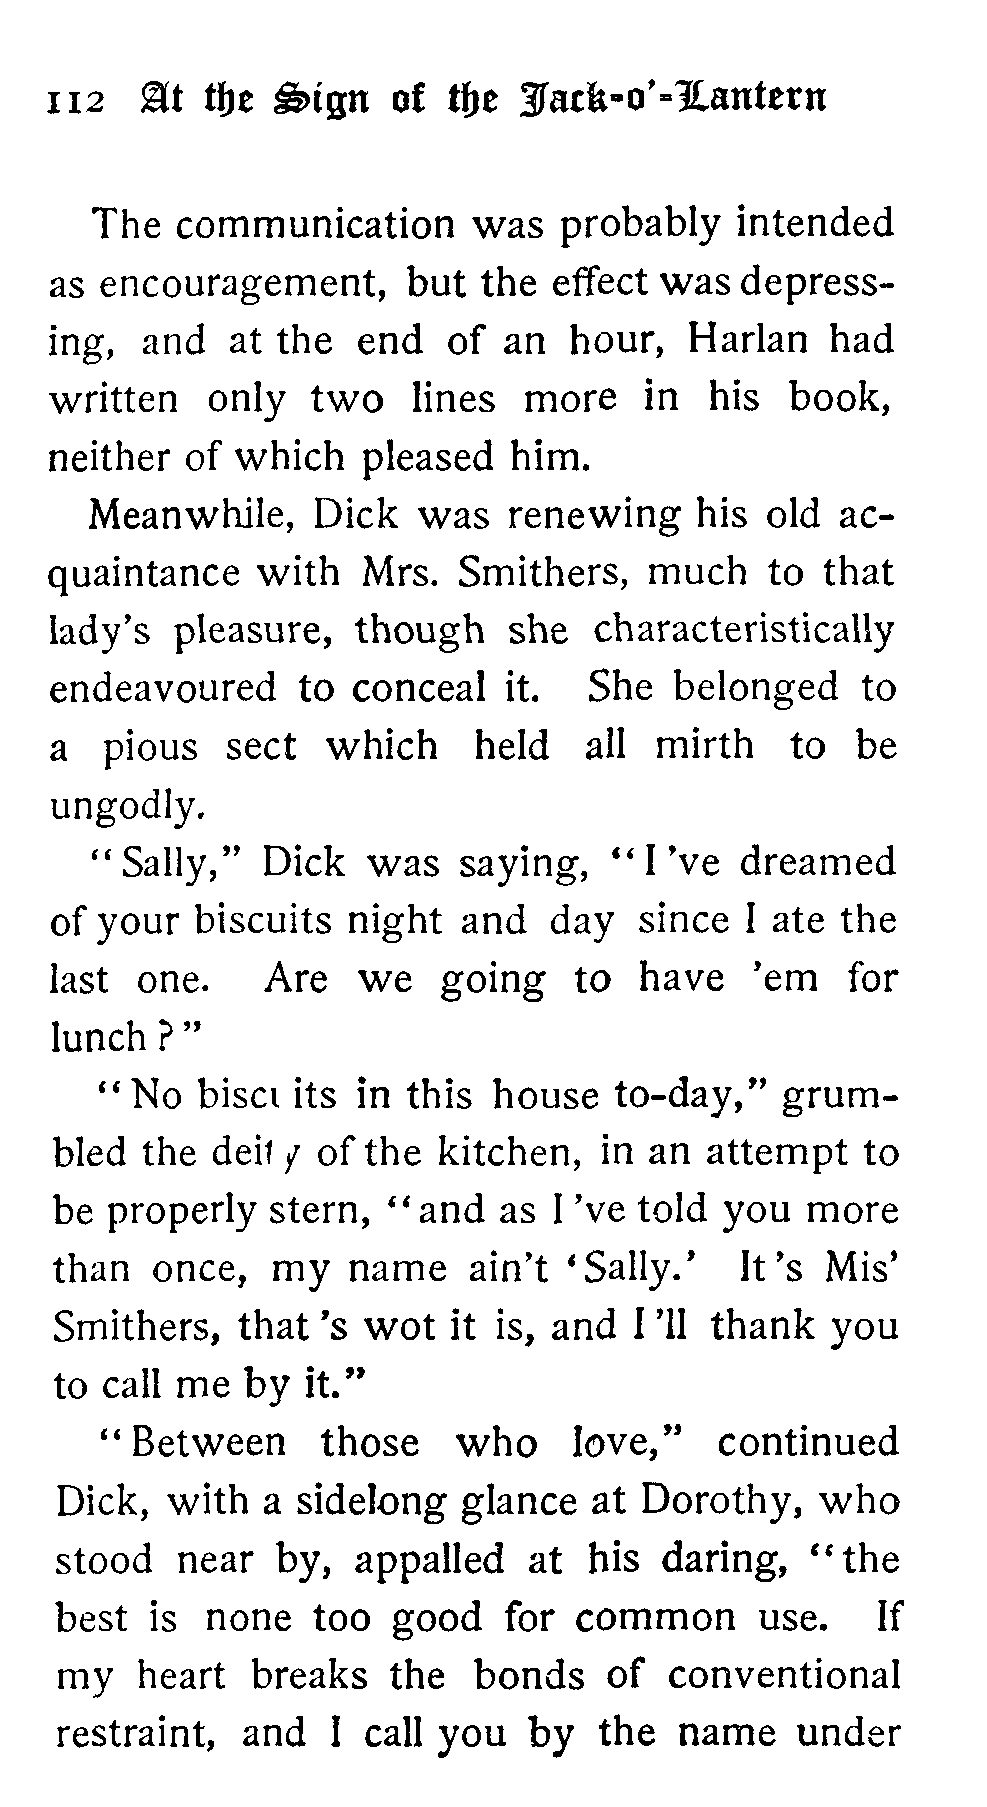 112 At the Sign of the Jack-o'-Lantern
The communication was probably intended
as encouragement, but the effect was depress-
ing, and at the end of an hour, Harlan had
written only two lines more in his book,
neither of which pleased him.
Meanwhile, Dick was renewing his old ac-
quaintance with Mrs. Smithers, much to that
lady's pleasure, though she characteristically
endeavoured to conceal it. She belonged to
a pious sect which held all mirth to be
ungodly.
"Sally," Dick was saying, "I 've dreamed
of your biscuits night and day since I ate the
last one. Are we going to have 'em for
lunch?"
"No biscuits in this house to-day," grum-
bled the deity of the kitchen, in an attempt to
be properly stern, "and as I 've told you more
than once, my name ain't 'Sally.' It 's Mis'
Smithers, that 's wot it is, and I 'll thank you
to call me by it."
"Between those who love," continued
Dick, with a sidelong glance at Dorothy, who
stood near by, appalled at his daring, "the
best is none too good for common use. If
my heart breaks the bonds of conventional
restraint, and I call you by the name under